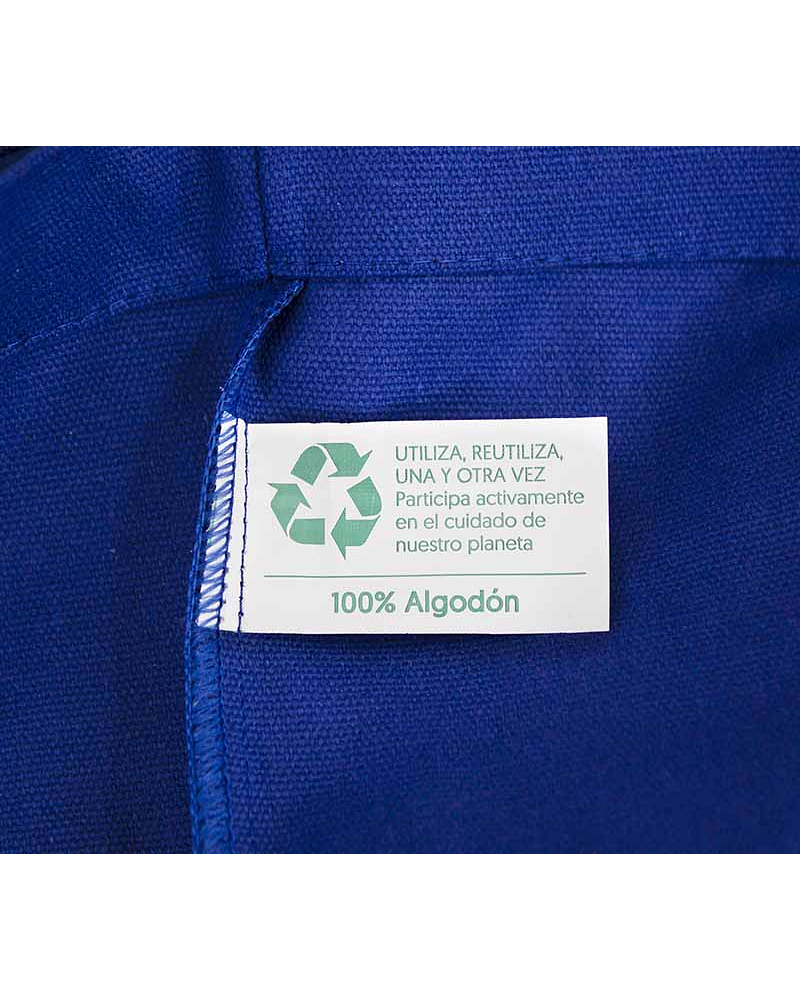 UTILIZA, REUTILIZA,
UNA Y OTRA VEZ
Participa activamente
en el cuidado de
nuestro planeta
100% Algodón